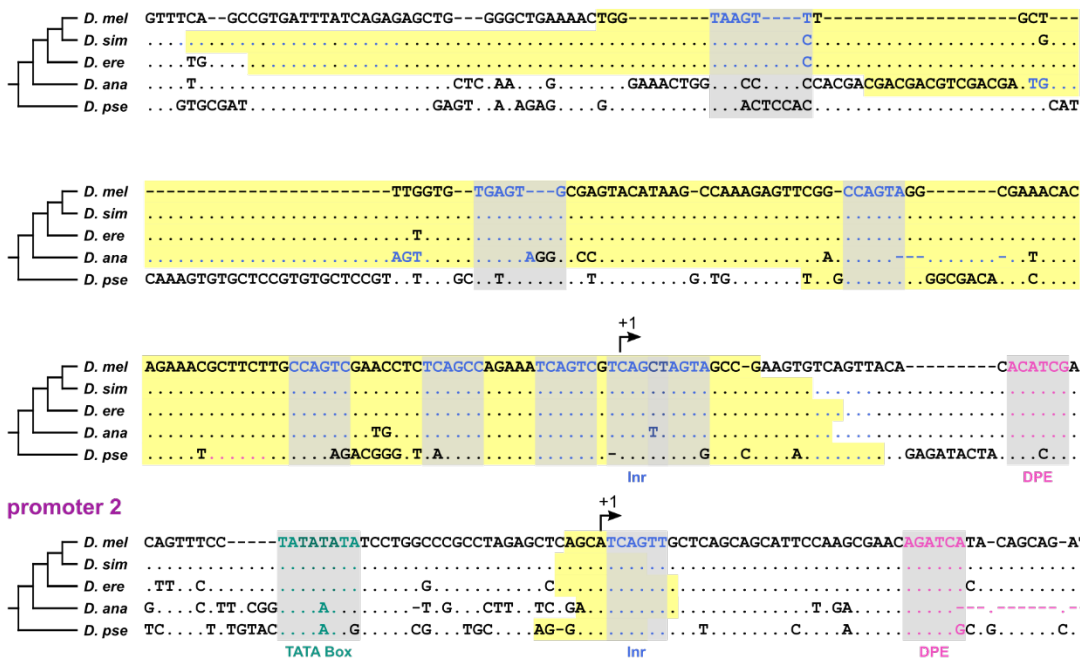 D. mel GTTTCA--GCCGTGATTTATCAGAGAGCTG---GGGCTGAAAACTGG--------TAAGT----TT-------------------GCT---
D. sim ................................................................C......................G...
D. ere ....TG..........................................................C..........................
D. ana ....T.........................CTC.AA...G.......GAAACTGG...CC....CCACGACGACGACGTCGACGA.TG...
D. pse ...GTGCGAT..................GAGT..A.AGAG....G.............ACTCCAC.......................CAT
D. mel ------------------------TTGGTG--TGAGT---GCGAGTACATAAG-CCAAAGAGTTCGG-CCAGTAGG-------CGAAACAC
D. sim ...........................................................................................
D. ere ..........................T................................................................
D. ana ........................AGT..........AGG..CC......................A......---.......-..T....
D. pse CAAAGTGTGCTCCGTGTGCTCCGT..T...GC..T........T.........G.TG.......T..G........GGCGACA...C....
+1
D. mel AGAAACGCTTCTTGCCAGTCGAACCTCTCAGCCAGAAATCAGTCGTCAGCTAGTAGCC-GAAGTGTCAGTTACA---------CACATCGA
D. sim ...........................................................................................
D. ere ...........................................................................................
D. ana ......................TG.........................T.........................................
D. pse .....T............AGACGGG.T.A................-........G...C....A..........GAGATACTA....C...
Inr DPE
promoter 2
+1
D. mel CAGTTTCC-----TATATATATCCTGGCCCGCCTAGAGCTCAGCATCAGTTGCTCAGCAGCATTCCAAGCGAACAGATCATA-CAGCAG-AT
D. sim ...........................................................................................
D. ere .TT..C.....................G...........C........................................C..........
D. ana G....C.TT.CGG....A........-T.G...CTT..TC.GA......................T.GA..........---.------.-
D. pse TC....T.TGTAC....A..G.....CG...TGC...AG-G............T........C....A..........GC.G......C.
TATA Box Inr DPE